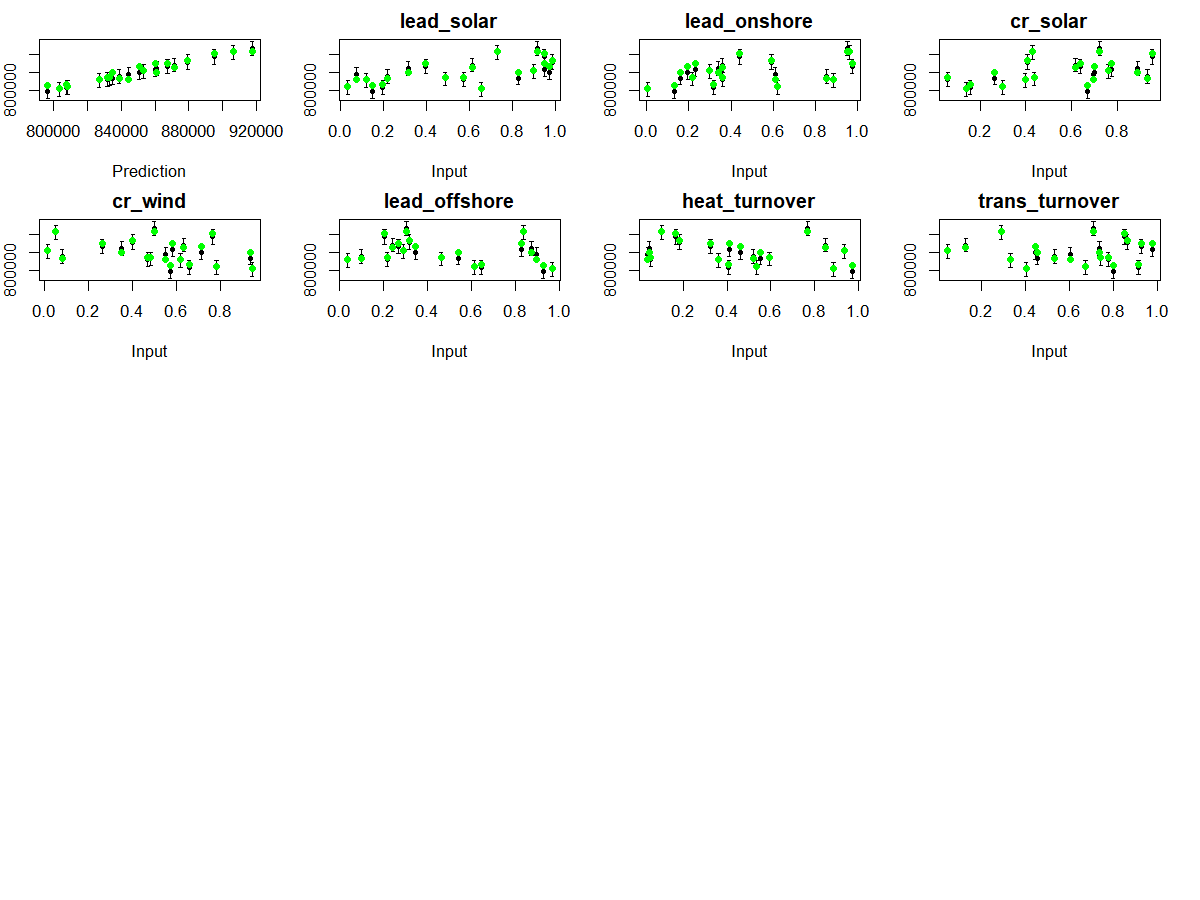 lead_solar lead_onshore cr_solar
800000 800000 800000 800000
800000 840000 880000 920000 0.0 0.2 0.4 0.6 0.8 1.0 0.0 0.2 0.4 0.6 0.8 1.0 0.2 0.4 0.6 0.8
Prediction Input Input Input
cr_wind lead_offshore heat_turnover trans_turnover
800000 800000 800000 800000
0.0 0.2 0.4 0.6 0.8 0.0 0.2 0.4 0.6 0.8 1.0 0.2 0.4 0.6 0.8 1.0 0.2 0.4 0.6 0.8 1.0
Input Input Input Input